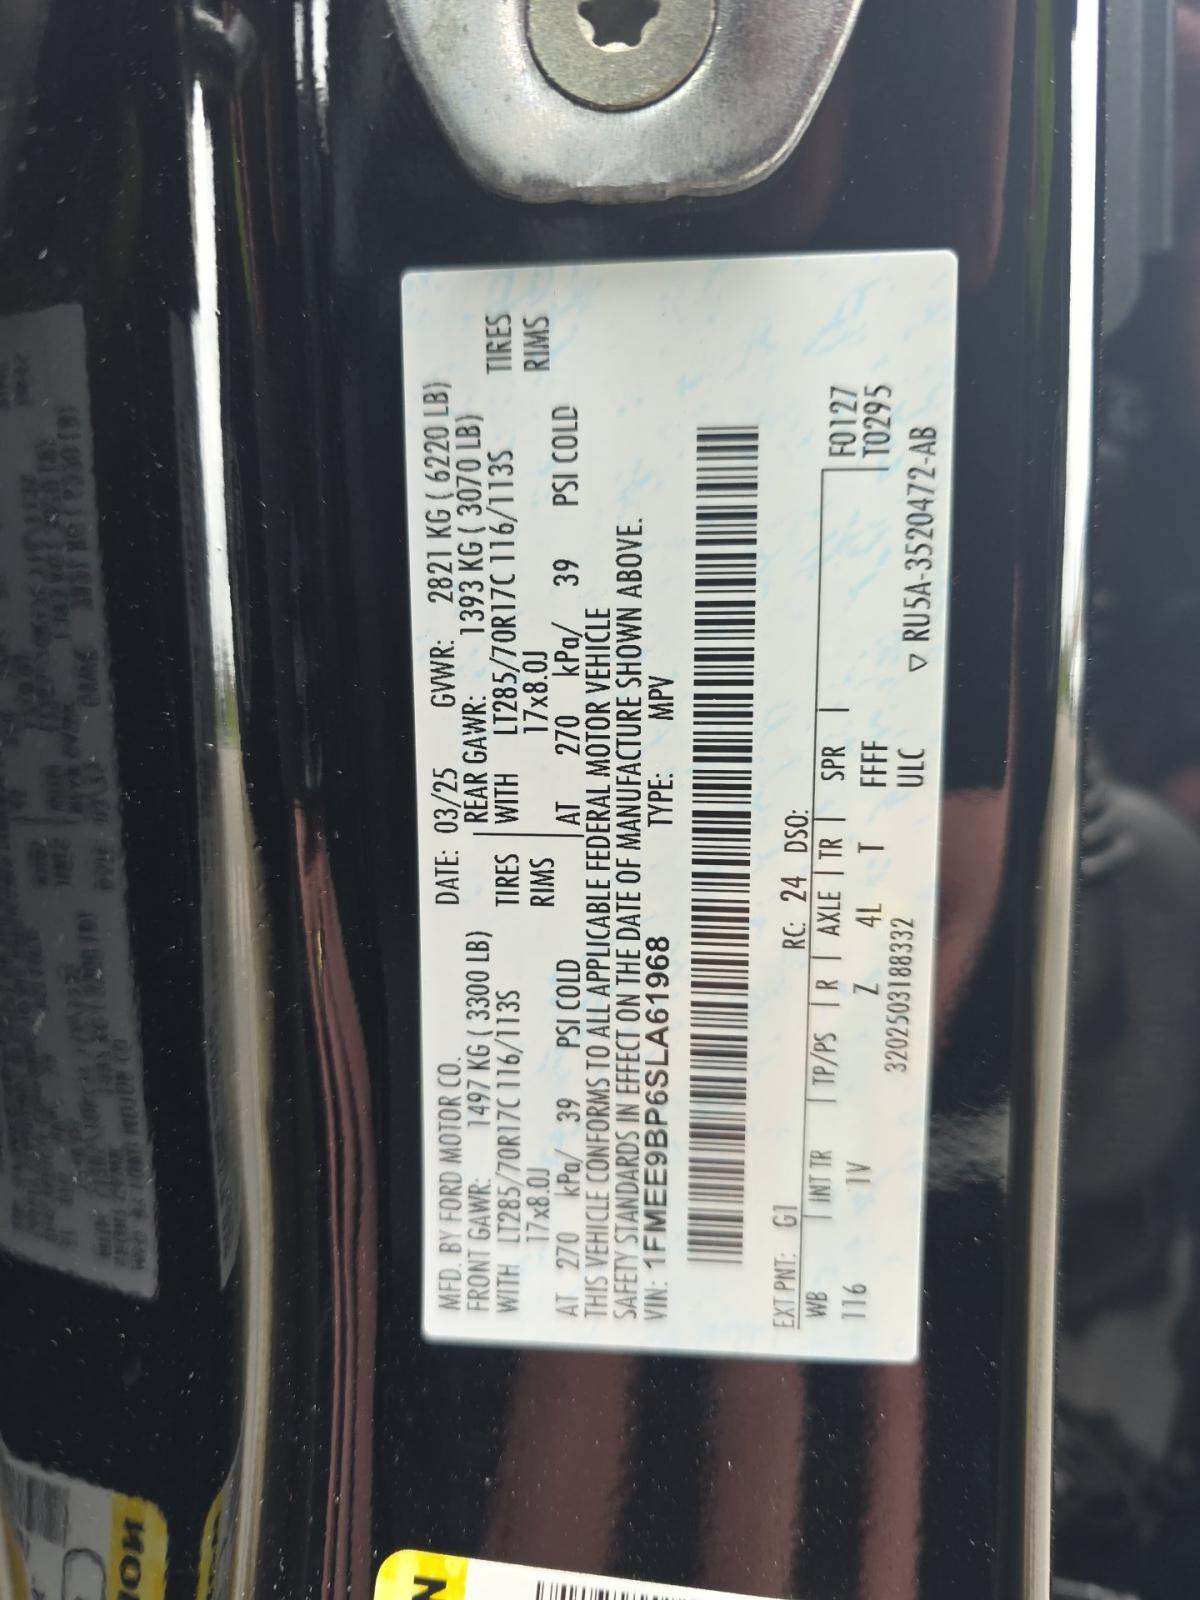 MFD. BY FORD MOTOR CO. DATE: 03/25 GVWR: 2821 KG ( 6220 LB)
FRONT GAWR: 1497 KG ( 3300 LB) REAR GAWR: 1393 KG ( 3070 LB)
WITH LT285/70R17C 116/113S TIRES WITH LT285/70R17C 116/113S TIRES
17x8.0J RIMS 17x8.0J RIMS
AT 270 kPa/ 39 PSI COLD AT 270 kPa/ 39 PSI COLD
THIS VEHICLE CONFORMS TO ALL APPLICABLE FEDERAL MOTOR VEHICLE
SAFETY STANDARDS IN EFFECT ON THE DATE OF MANUFACTURE SHOWN ABOVE.
VIN: 1FMEE9BP6SLA61968 TYPE: MPV
EXT PNT: G1 RC: 24 DSO:
WB INT TR TP/PS R AXLE TR SPR F0127
116 1V Z 4L T FFFF T0295
3202503188332 ULC ▽ RU5A-3520472-AB